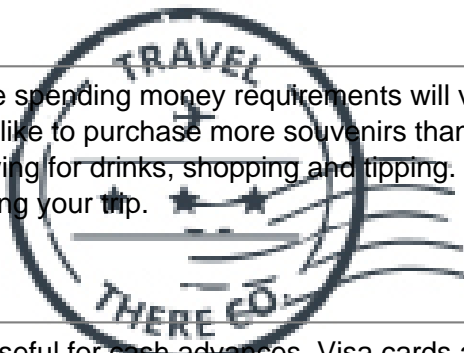 TRAVEL
e spending money requirements will v
like to purchase more souvenirs than
ing for drinks, shopping and tipping.
ng your trip.
THERE CO.
seful for cash advances. Visa cards a